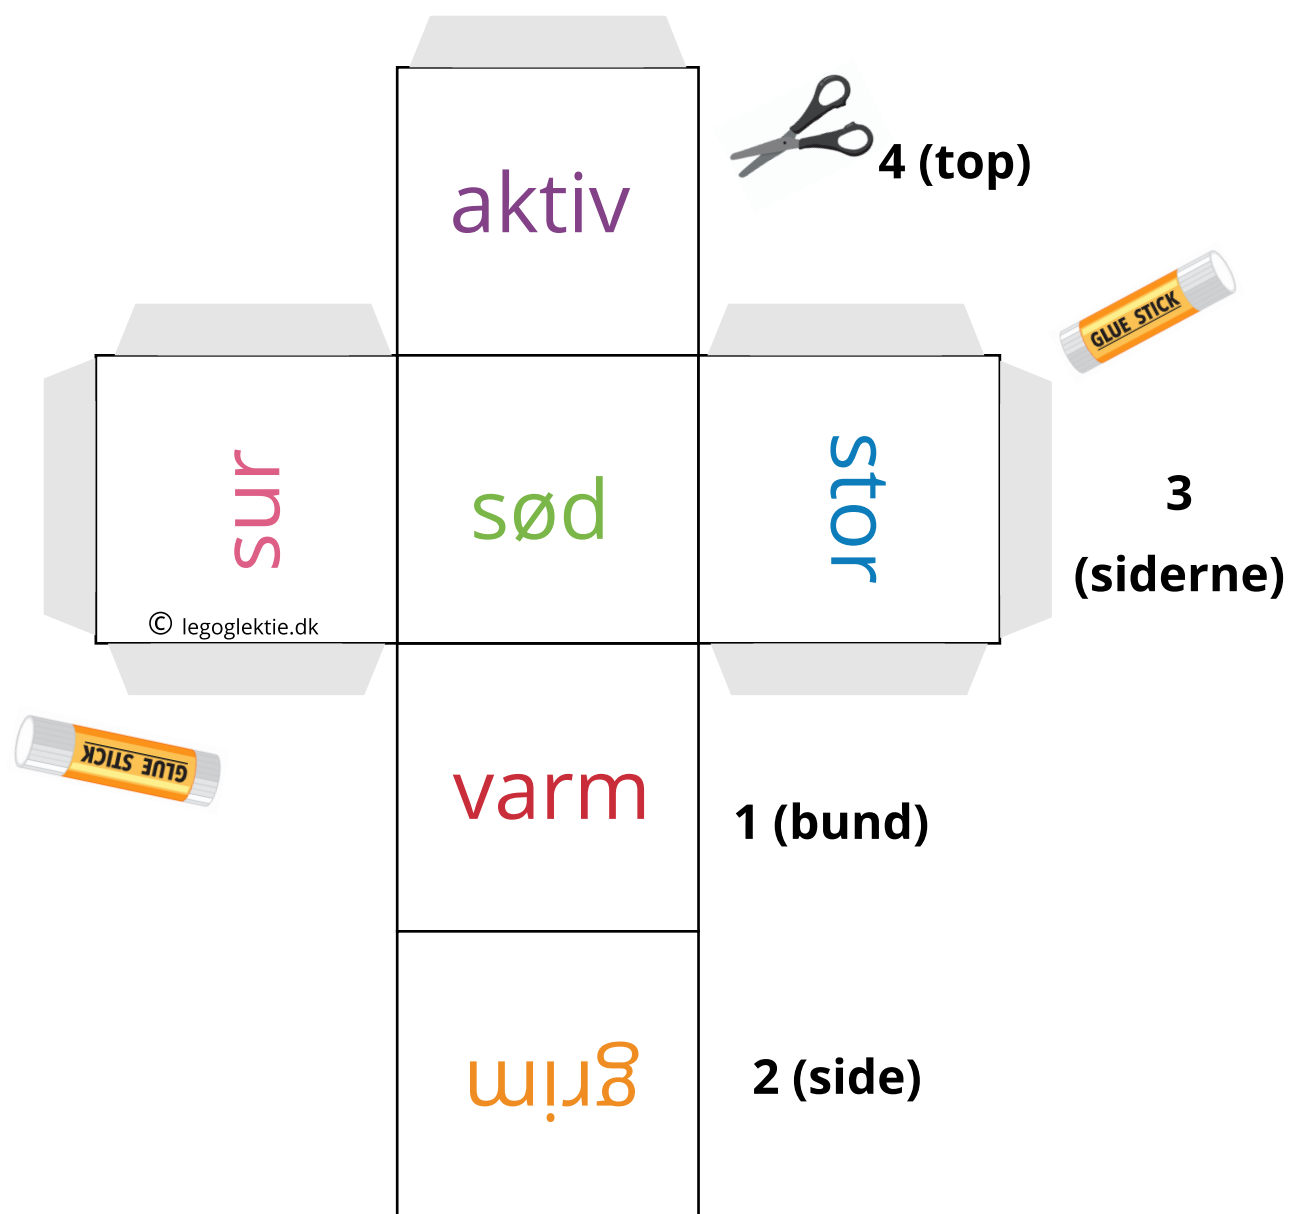 aktiv
4 (top)
GLUE STICK
sur
sød
stor
3
(siderne)
© legoglektie.dk
GLUE STICK
varm
1 (bund)
grim
2 (side)